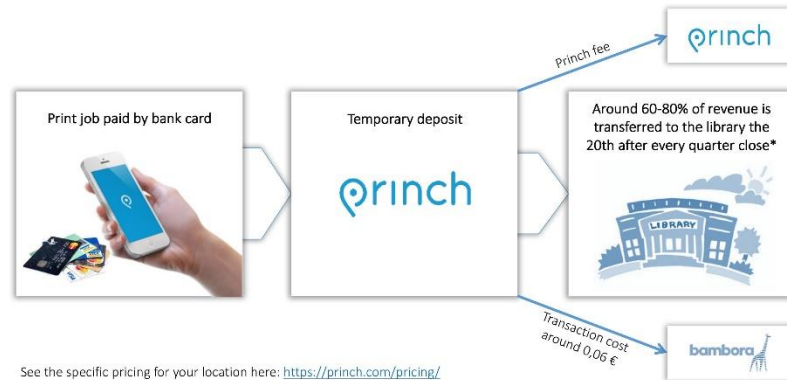 princh
Princh fee
Print job paid by bank card
Temporary deposit
princh
Around 60-80% of revenue is
transferred to the library the
20th after every quarter close*
LIBRARY
Transaction cost
around 0,06 €
bambora
See the specific pricing for your location here: https://princh.com/pricing/